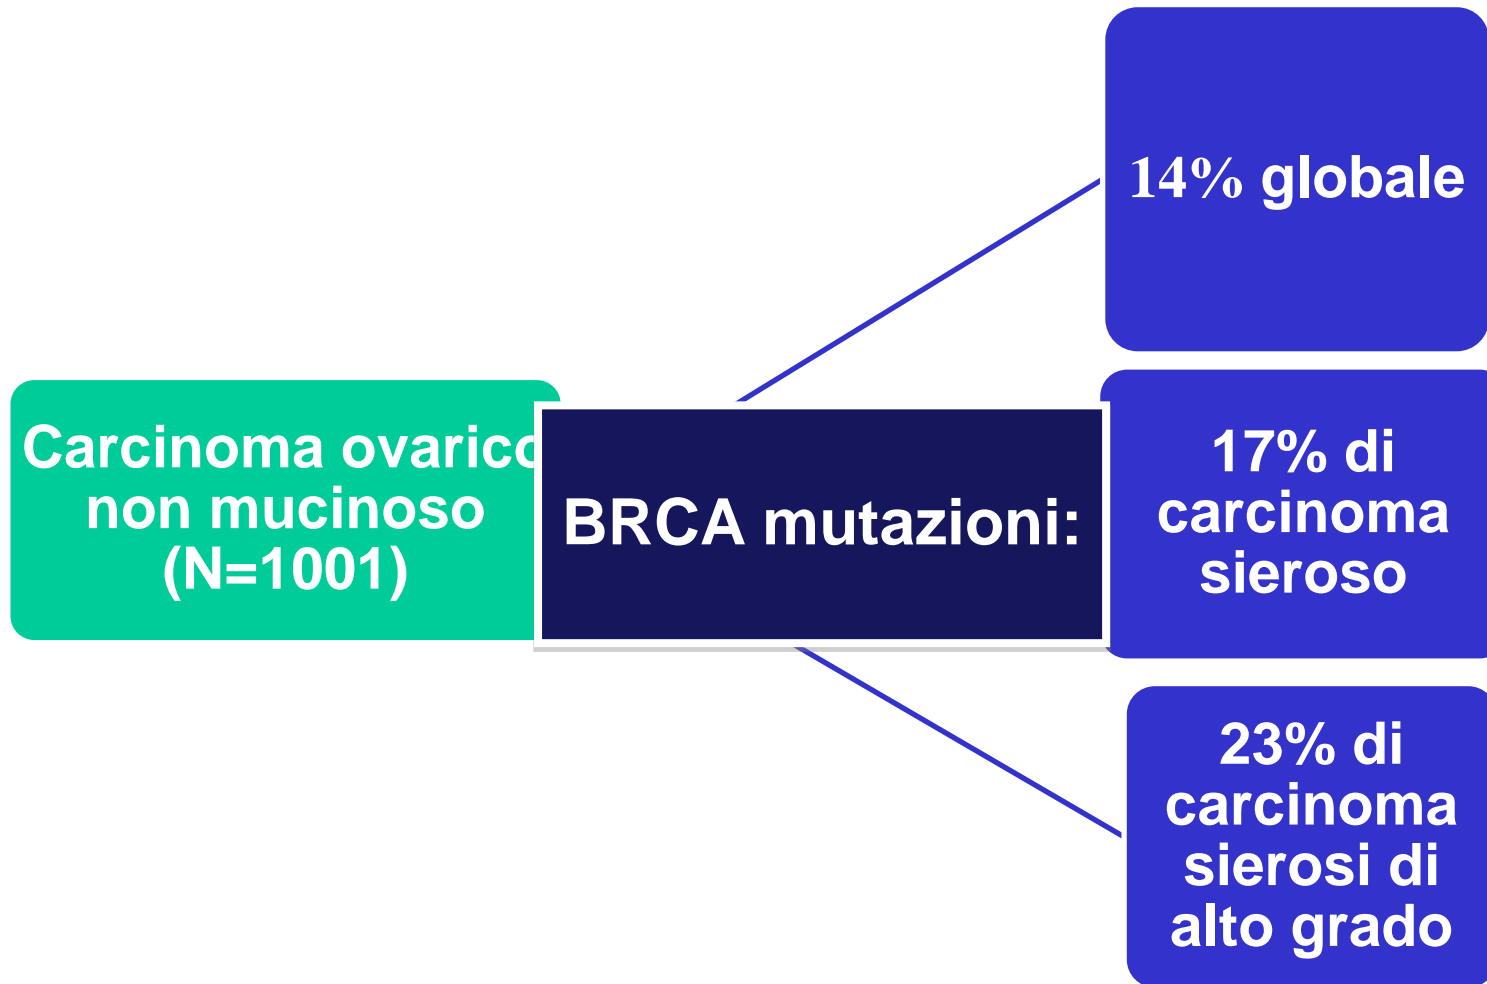 Carcinoma ovarico
non mucinoso
(N=1001)
BRCA mutazioni:
14% globale
17% di
carcinoma
sieroso
23% di
carcinoma
sierosi di
alto grado